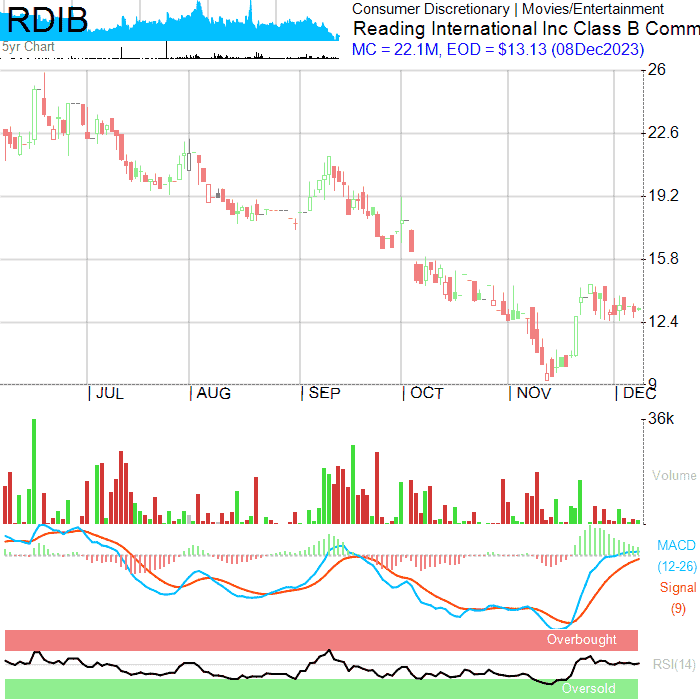 RDIB
5yr Chart
Consumer Discretionary | Movies/Entertainment
Reading International Inc Class B Comm
MC = 22.1M, EOD = $13.13 (08Dec2023)
26
22.6
19.2
15.8
12.4
9
JUL AUG SEP OCT NOV DEC
36k
Volume
MACD
(12-26)
Signal
(9)
Overbought
RSI(14)
Oversold